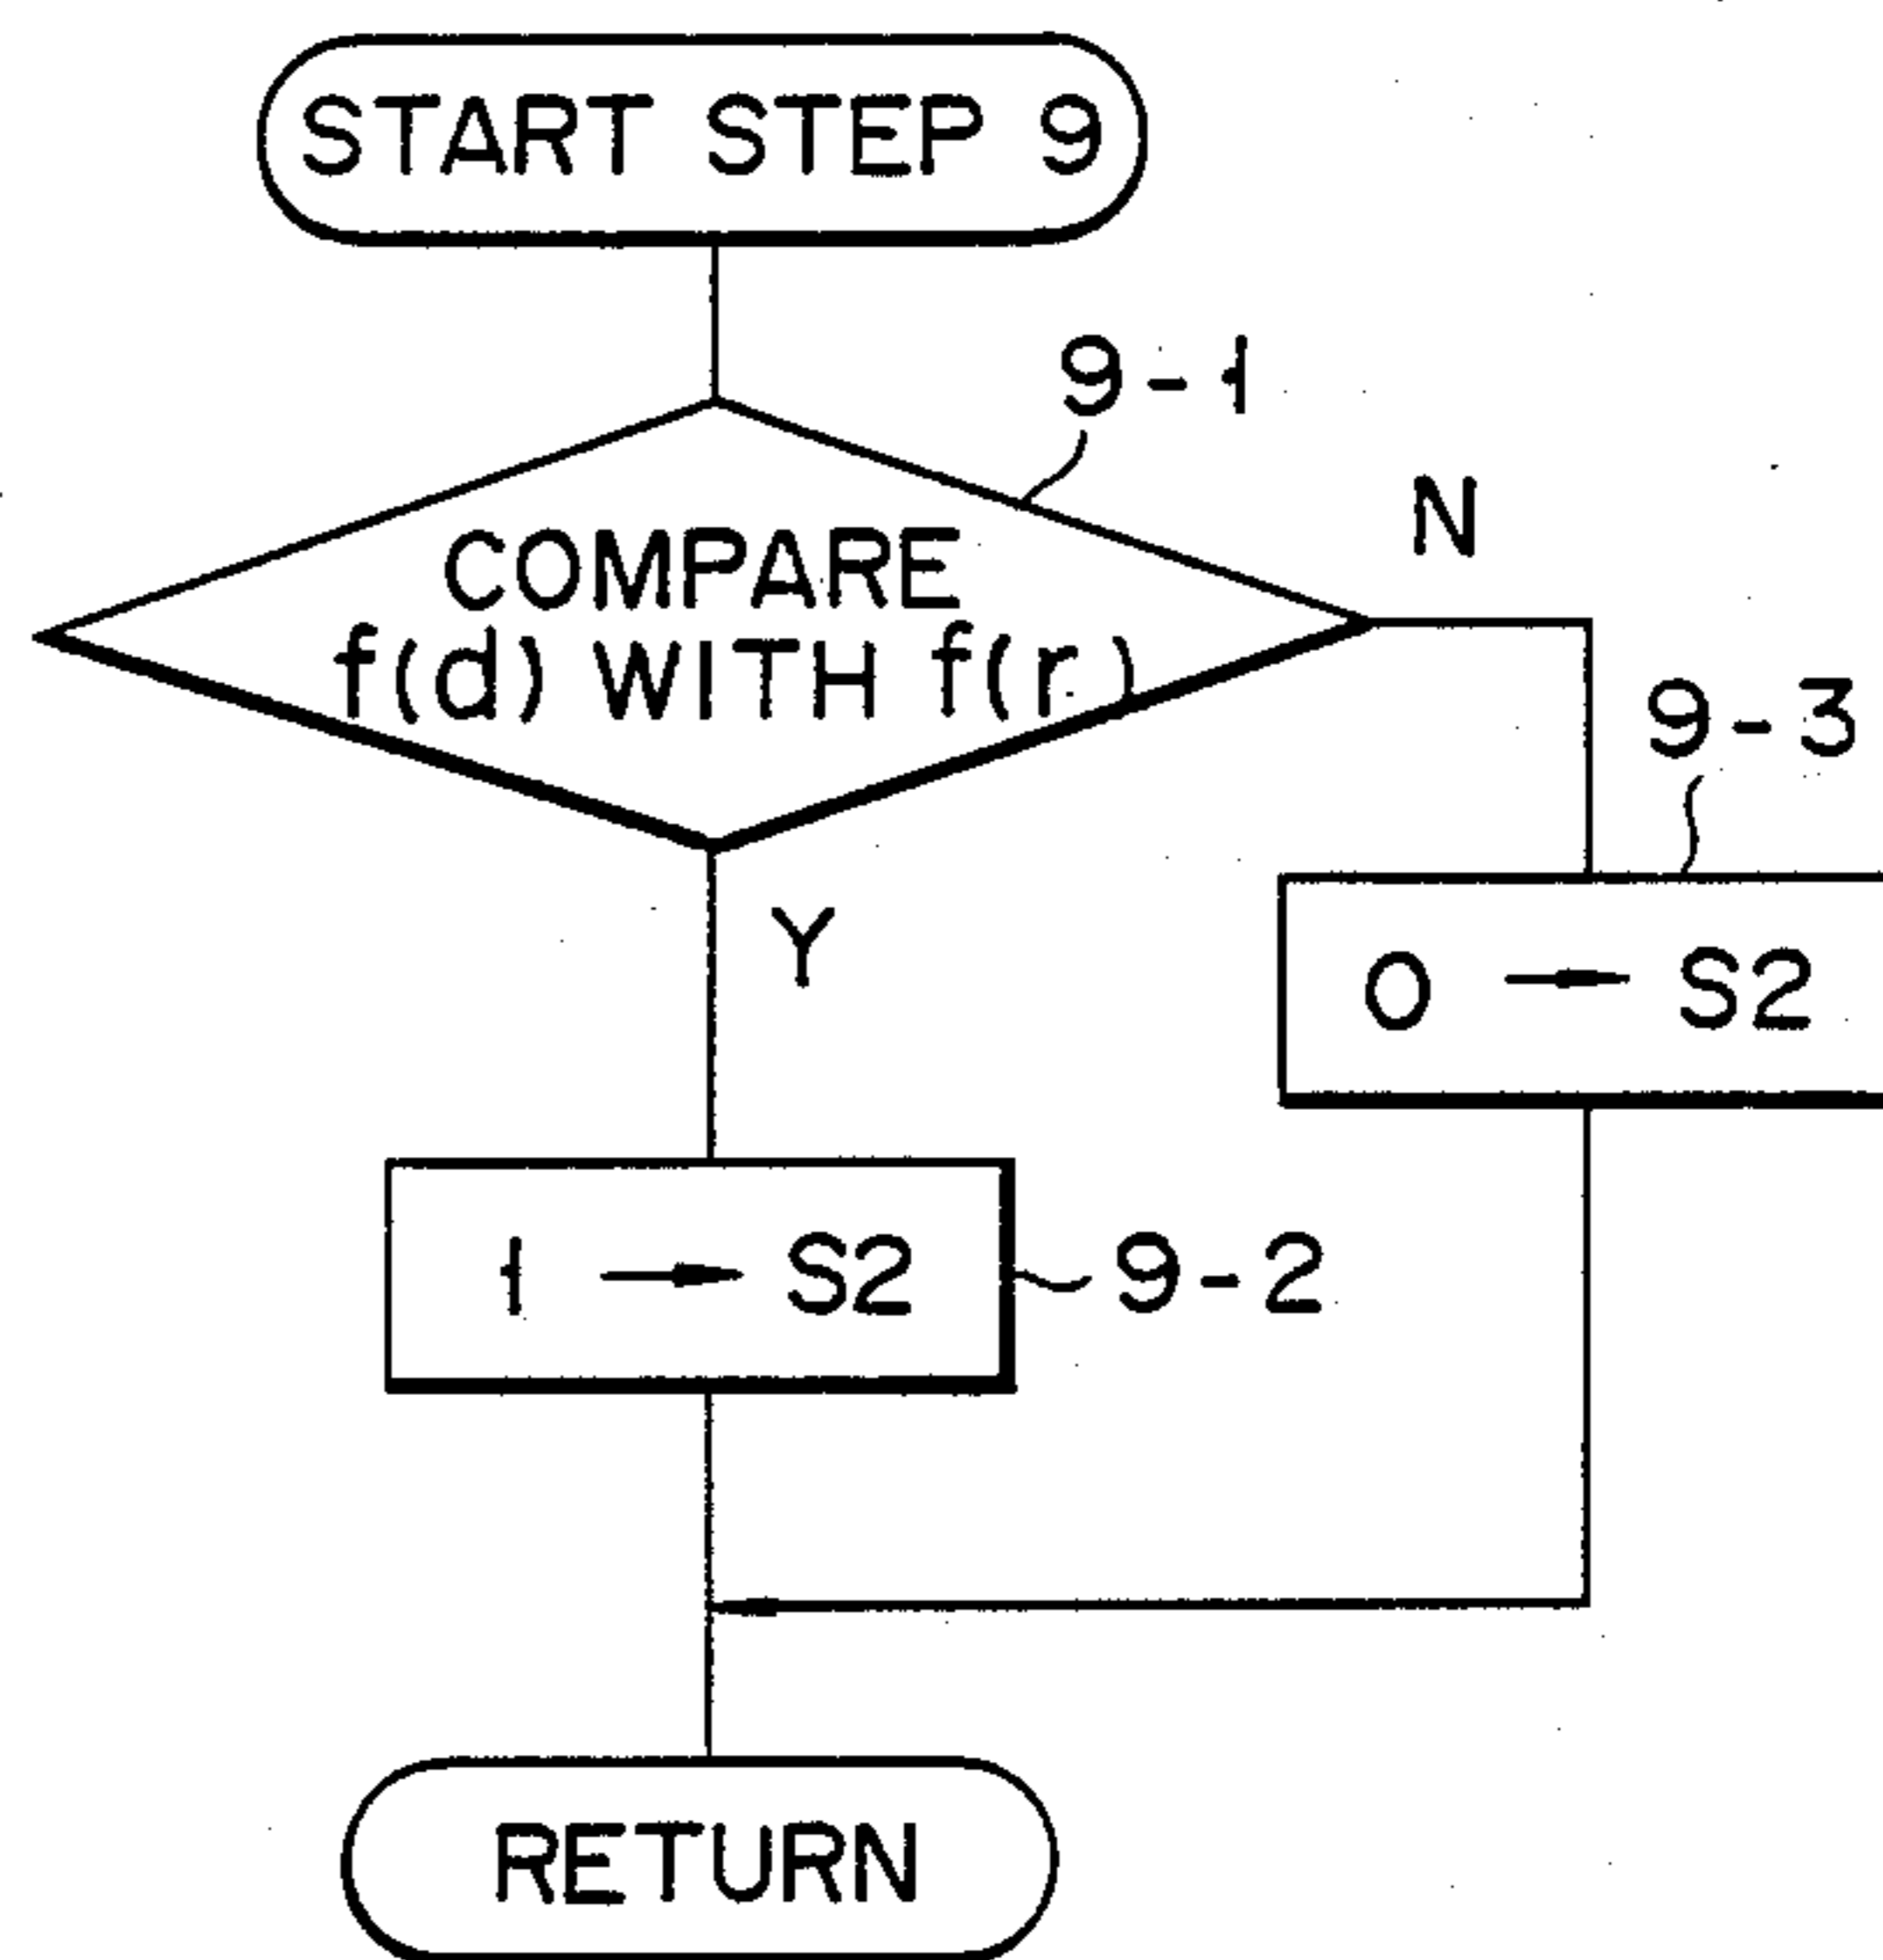 START STEP 9
9-1
N
COMPARE
f(d) WITH f(r)
9-3
Y
0 → S2
1 → S2
9-2
RETURN